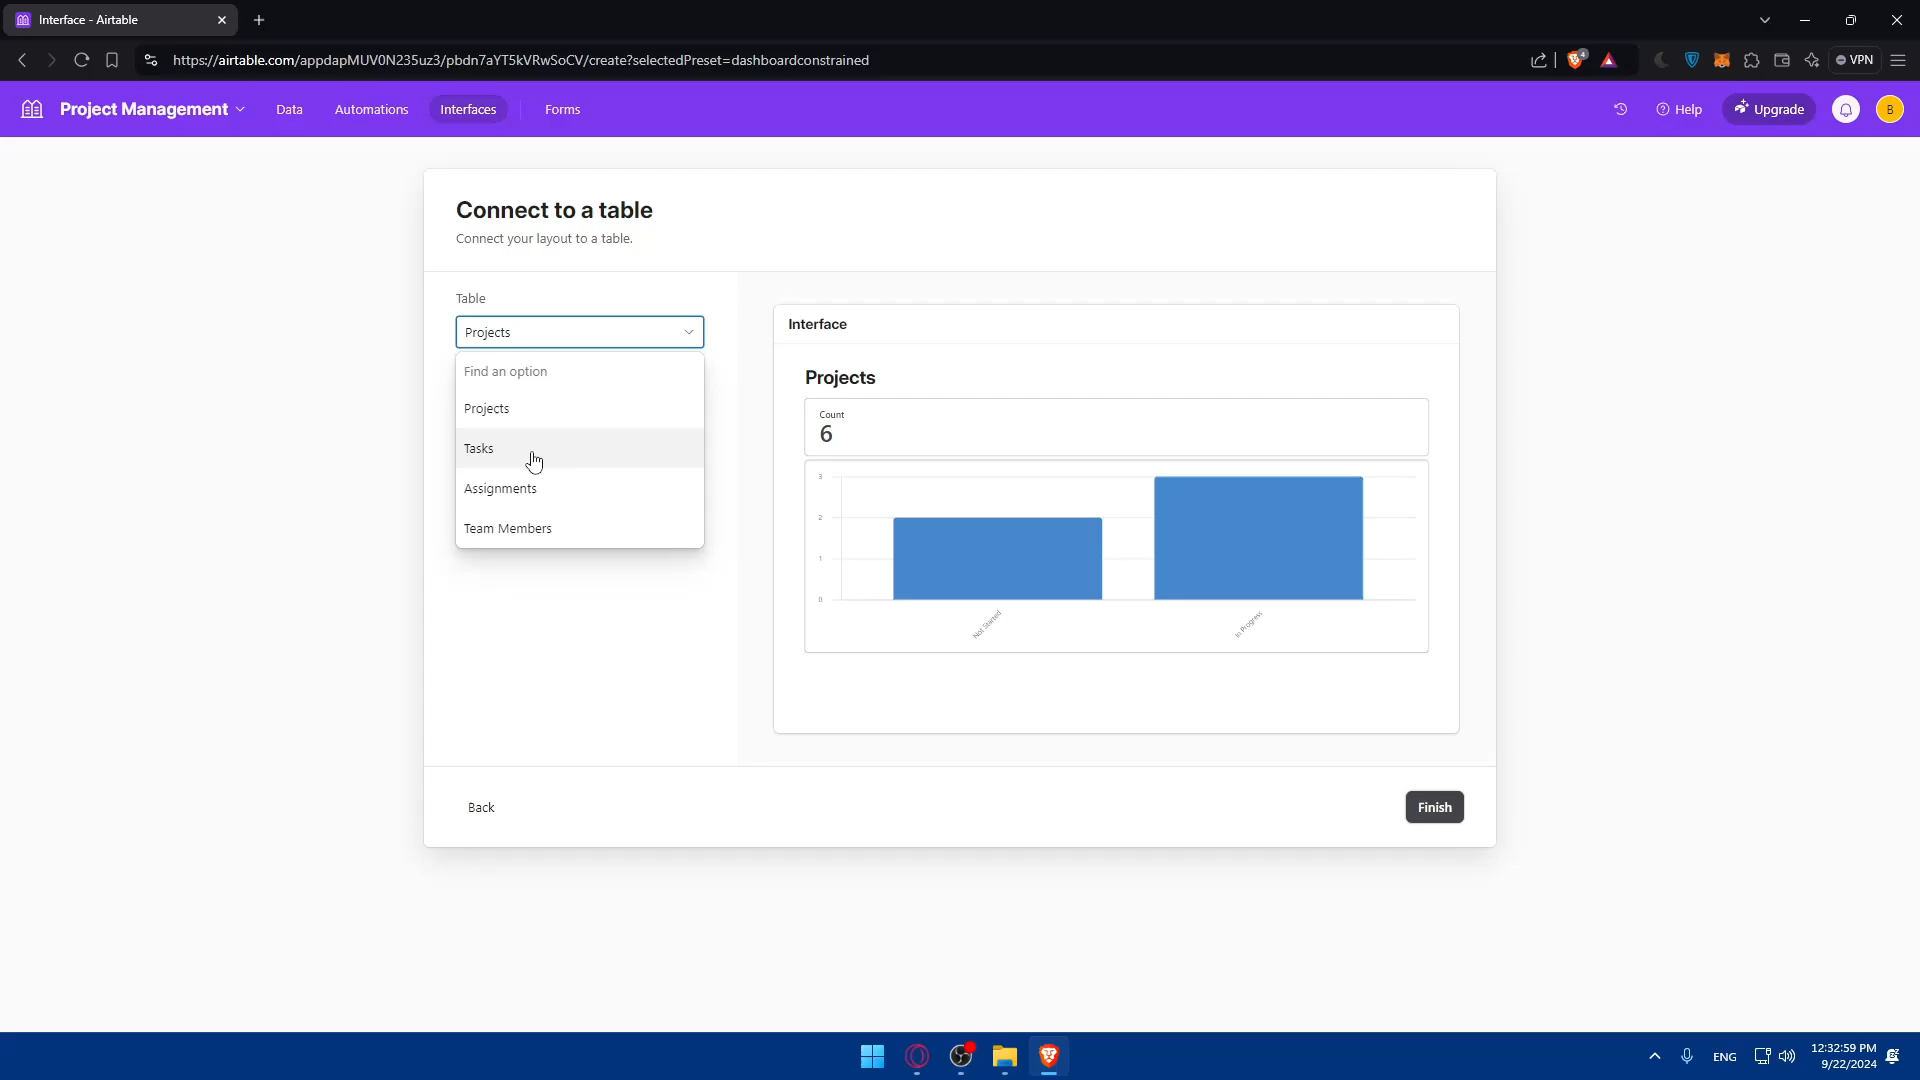 Interface - Airtable
https://airtable.com/appdapMUV0N235uz3/pbdn7aYT5kVRwSoCV/create?selectedPreset=dashboardconstrained
4
VPN
Project Management
Data
Automations
Interfaces
Forms
Help
Upgrade
B
Connect to a table
Connect your layout to a table.
Table
Projects
Find an option
Projects
Tasks
Assignments
Team Members
Interface
Projects
Count
6
3
2
1
0
Not Started
In Progress
Back
Finish
ENG
12:32:59 PM
9/22/2024